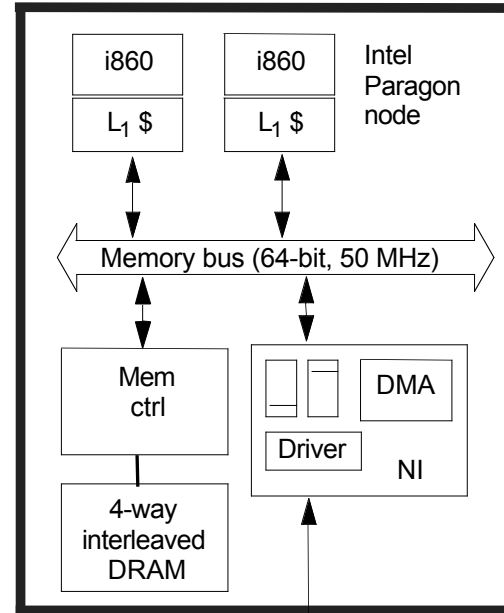 i860
L1 $
i860
L1 $
Intel
Paragon
node
Memory bus (64-bit, 50 MHz)
Mem
ctrl
4-way
interleaved
DRAM
DMA
Driver
NI